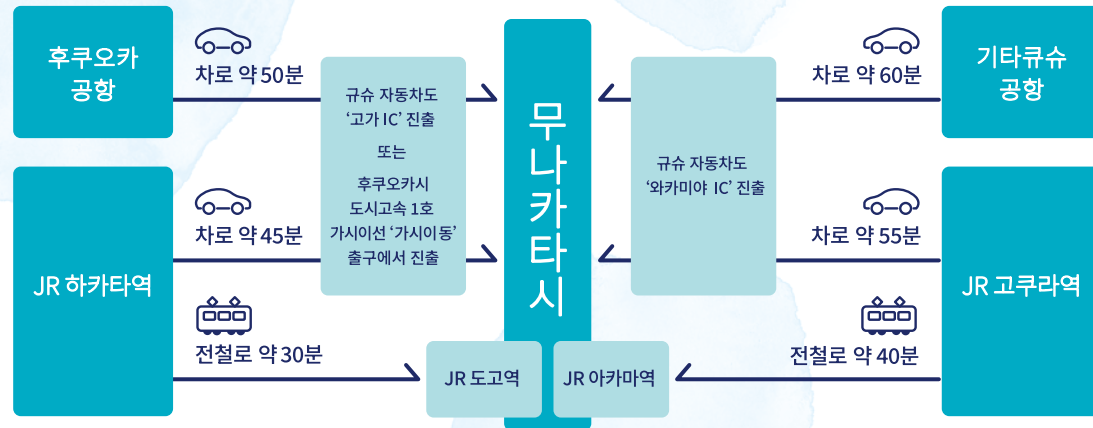 후쿠오카
공항
차로 약 50분
규슈 자동차도
‘고가 IC’ 진출
또는
후쿠오카시
도시고속 1호
가시이선 ‘가시이동’
출구에서 진출
JR 하카타역
차로 약 45분
전철로 약 30분
JR 도고역
무나카타시
JR 아카마역
기타큐슈
공항
차로 약 60분
규슈 자동차도
‘와카미야 IC’ 진출
JR 고쿠라역
차로 약 55분
전철로 약 40분